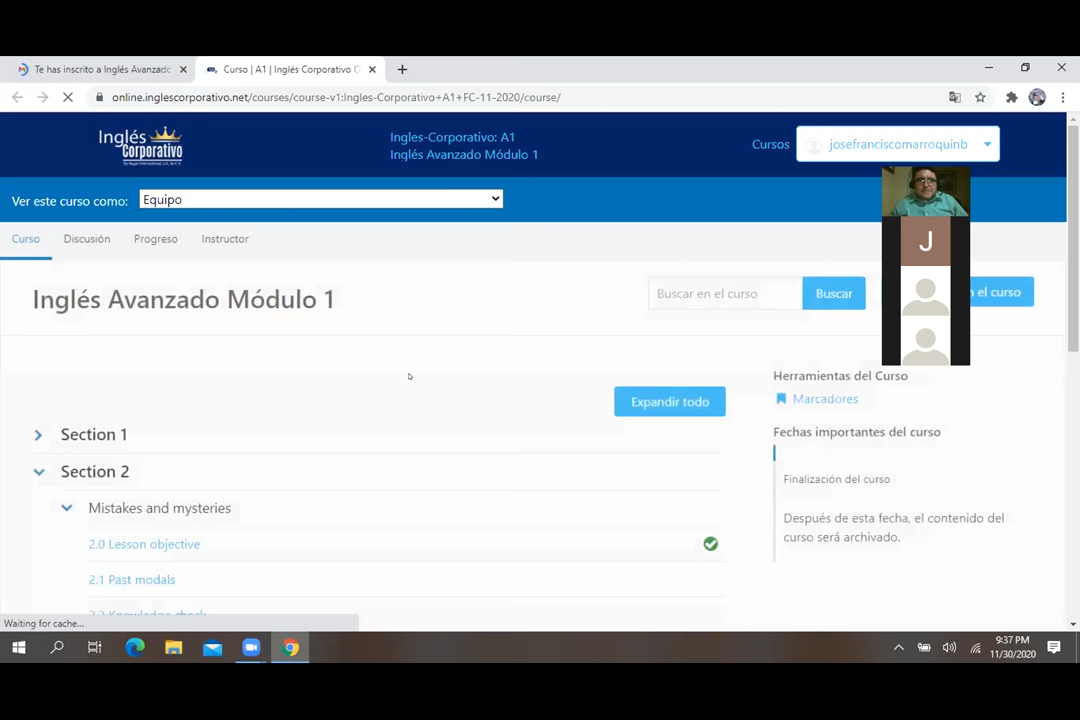 Te has inscrito a Inglés Avanzado
Curso | A1 | Inglés Corporativo O
online.inglescorporativo.net/courses/course-v1:Ingles-Corporativo+A1+FC-11-2020/course/
Inglés
Corporativo
Ingles-Corporativo: A1
Inglés Avanzado Módulo 1
Cursos
josefranciscomarroquinb
Ver este curso como:
Equipo
Curso
Discusión
Progreso
Instructor
J
Inglés Avanzado Módulo 1
Buscar en el curso
Buscar
el curso
Herramientas del Curso
Marcadores
Expandir todo
Fechas importantes del curso
Section 1
Section 2
Finalización del curso
Mistakes and mysteries
Después de esta fecha, el contenido del
curso será archivado.
2.0 Lesson objective
2.1 Past modals
2.2 Knowledge check
Waiting for cache...
9:37 PM
11/30/2020